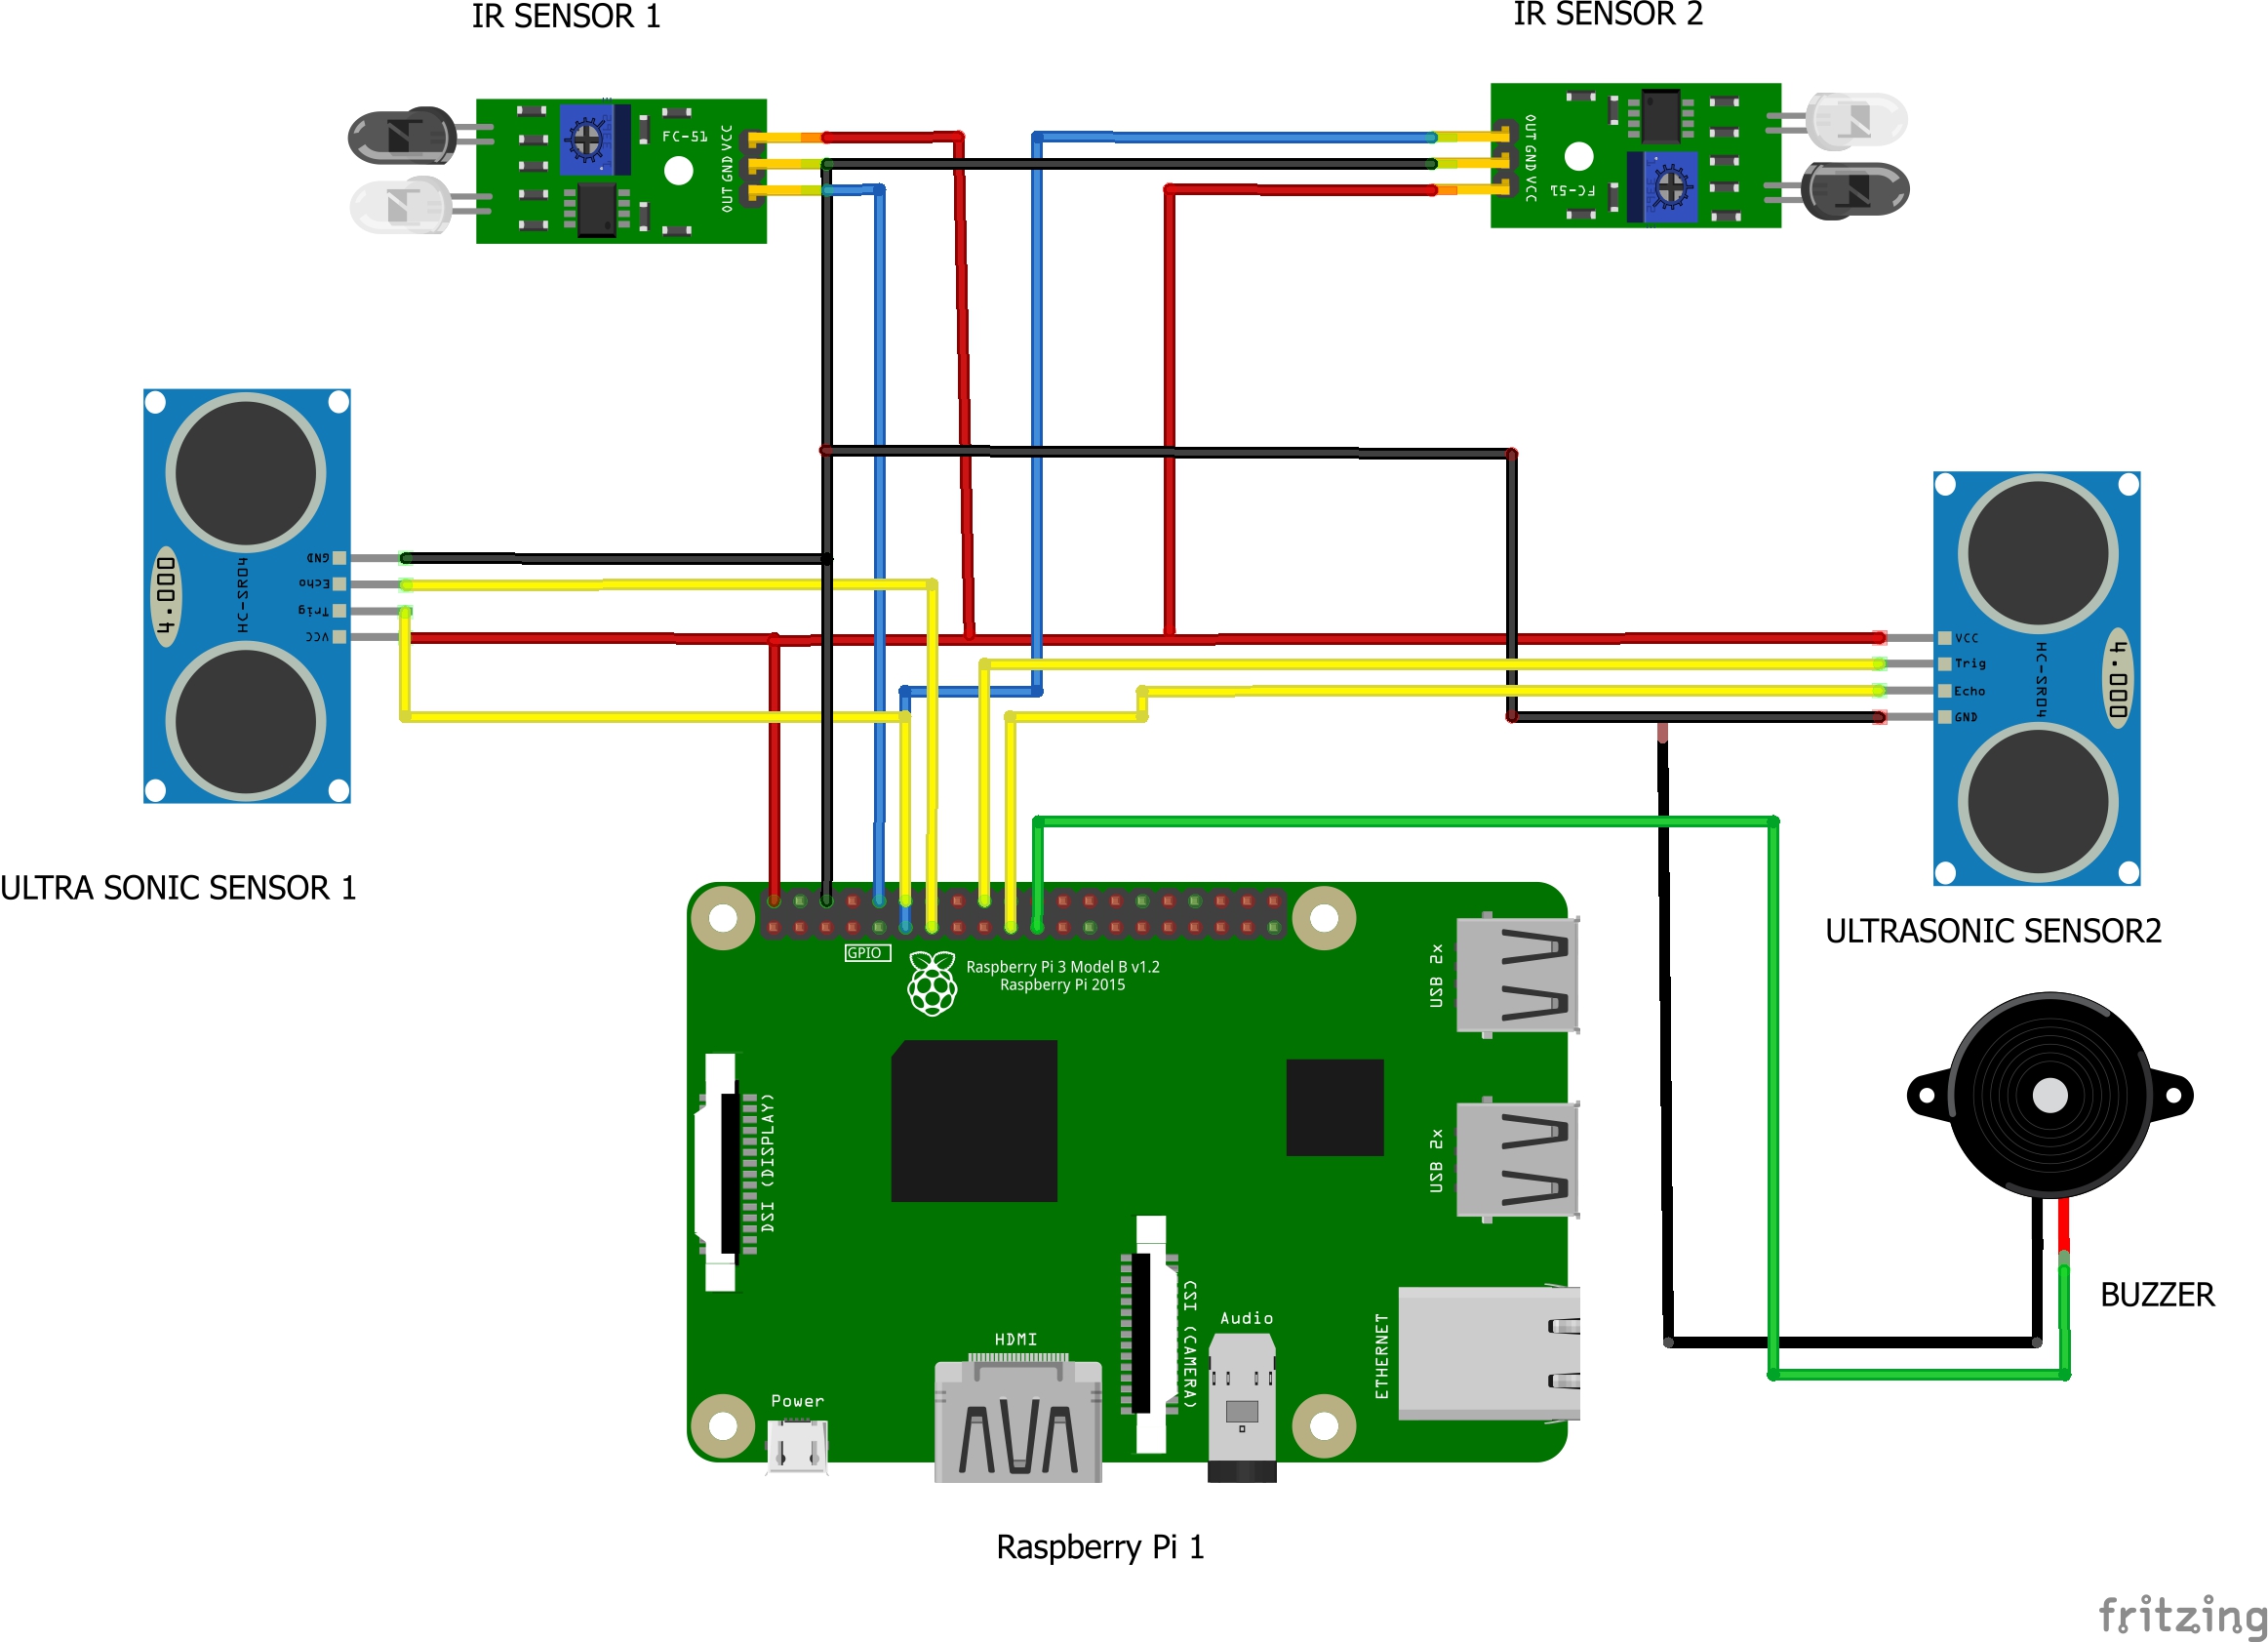 IR SENSOR 1
IR SENSOR 2
FC-51
VCC
GND
OUT
OUT
GND
VCC
FC-51
4.000
HC-SR04
GND
Echo
Trig
VCC
VCC
Trig
Echo
GND
HC-SR04
4.000
ULTRA SONIC SENSOR 1
ULTRASONIC SENSOR2
GPIO
Raspberry Pi 3 Model B v1.2
Raspberry Pi 2015
USB 2x
USB 2x
DSI (DISPLAY)
CSI (CAMERA)
ETHERNET
Audio
HDMI
Power
BUZZER
Raspberry Pi 1
fritzing